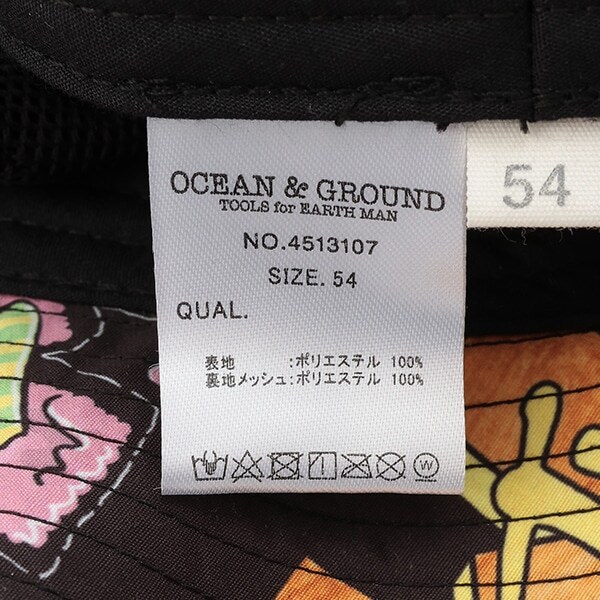 OCEAN & GROUND
TOOLS for EARTH MAN
54
NO.4513107
SIZE. 54
QUAL.
表地 :ポリエステル 100%
裏地メッシュ:ポリエステル 100%
W